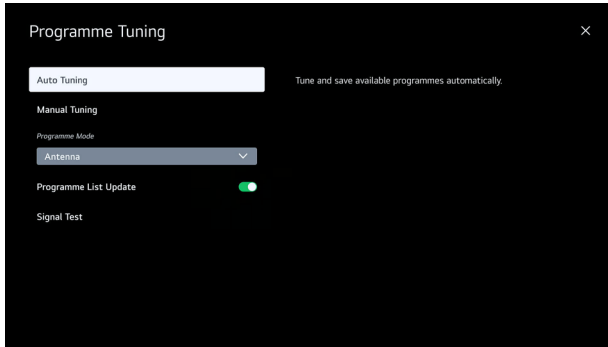 Programme Tuning
Auto Tuning
Tune and save available programmes automatically.
Manual Tuning
Programme Mode
Antenna
Programme List Update
Signal Test